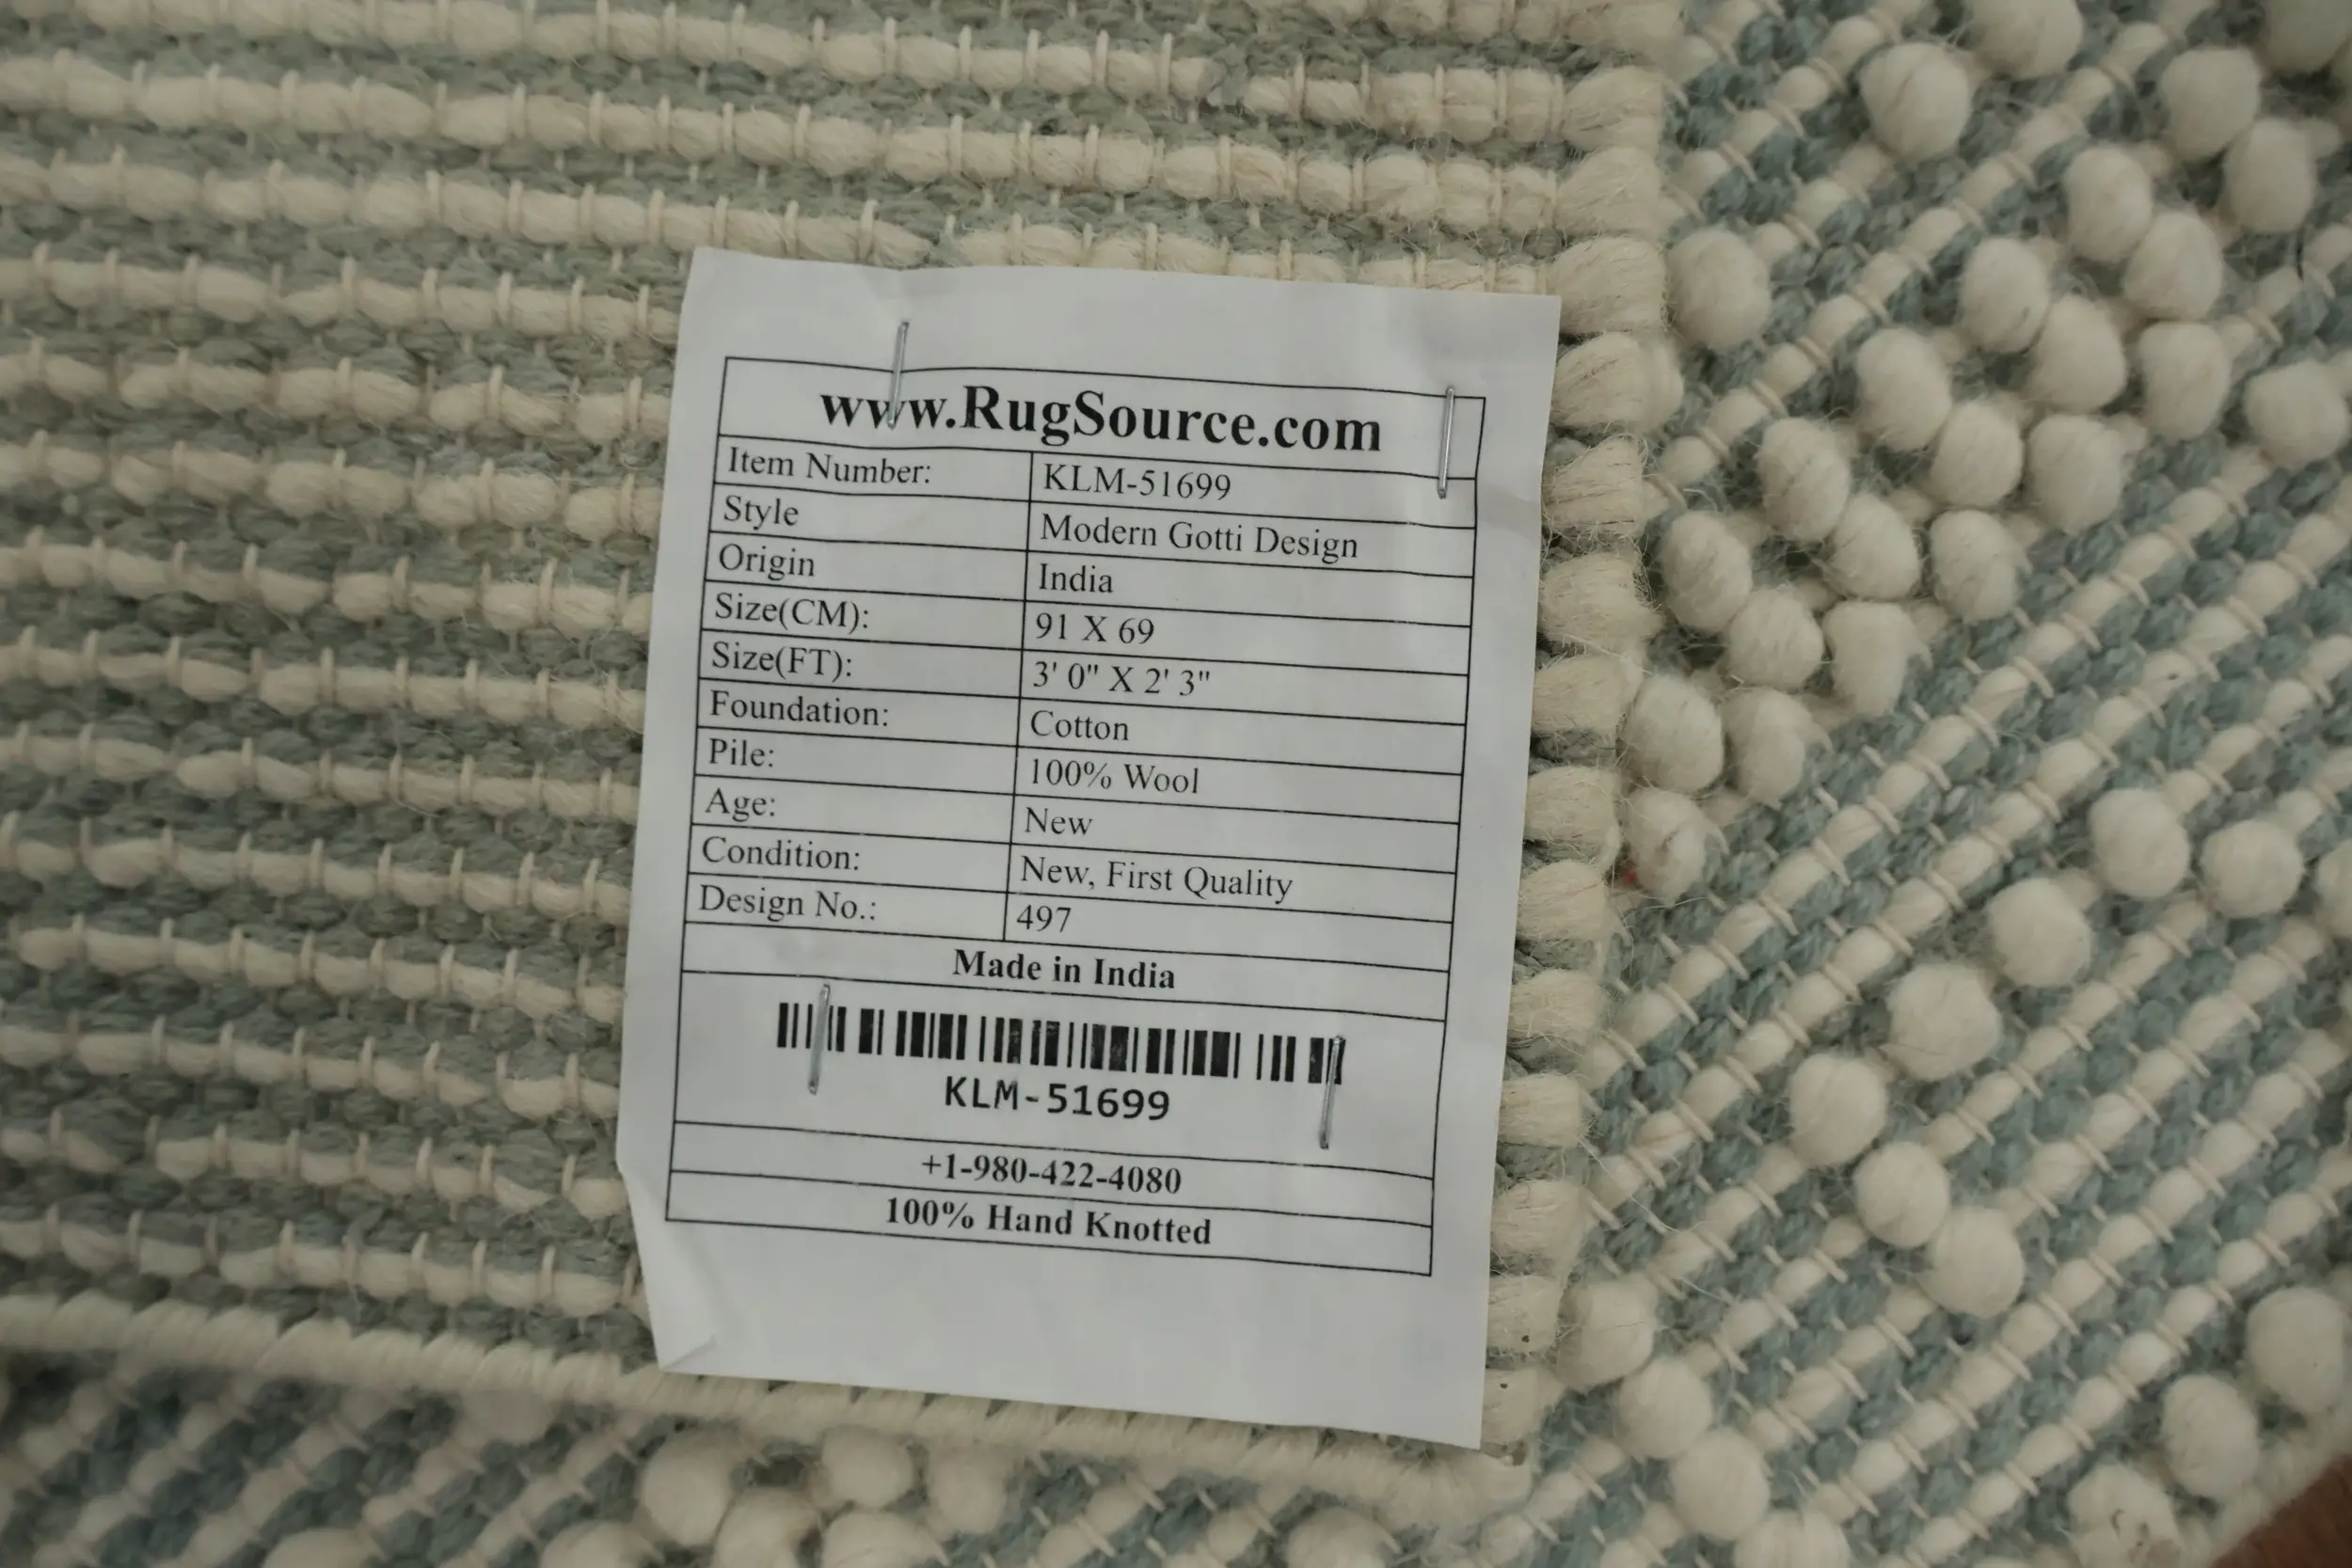 www.RugSource.com
Item Number: KLM-51699
Style Modern Gotti Design
Origin India
Size(CM): 91 X 69
Size(FT): 3' 0" X 2' 3"
Foundation: Cotton
Pile: 100% Wool
Age: New
Condition: New, First Quality
Design No.: 497
Made in India
KLM-51699
+1-980-422-4080
100% Hand Knotted